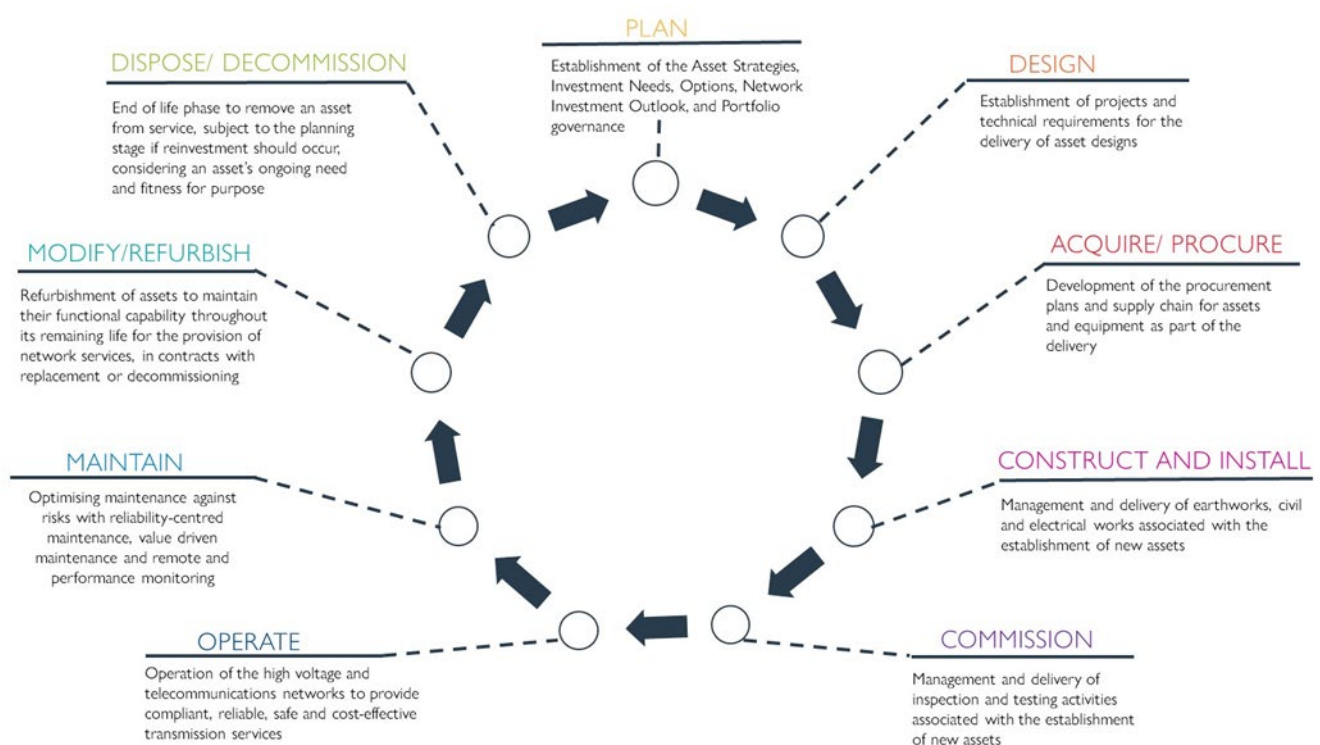 PLAN
Establishment of the Asset Strategies,
Investment Needs, Options, Network
Investment Outlook, and Portfolio
governance
DESIGN
Establishment of projects and
technical requirements for the
delivery of asset designs
ACQUIRE/ PROCURE
Development of the procurement
plans and supply chain for assets
and equipment as part of the
delivery
CONSTRUCT AND INSTALL
Management and delivery of earthworks, civil
and electrical works associated with the
establishment of new assets
COMMISSION
Management and delivery of
inspection and testing activities
associated with the establishment
of new assets
OPERATE
Operation of the high voltage and
telecommunications networks to provide
compliant, reliable, safe and cost-effective
transmission services
MAINTAIN
Optimising maintenance against
risks with reliability-centred
maintenance, value driven
maintenance and remote and
performance monitoring
MODIFY/REFURBISH
Refurbishment of assets to maintain
their functional capability throughout
its remaining life for the provision of
network services, in contracts with
replacement or decommissioning
DISPOSE/ DECOMMISSION
End of life phase to remove an asset
from service, subject to the planning
stage if reinvestment should occur,
considering an asset's ongoing need
and fitness for purpose